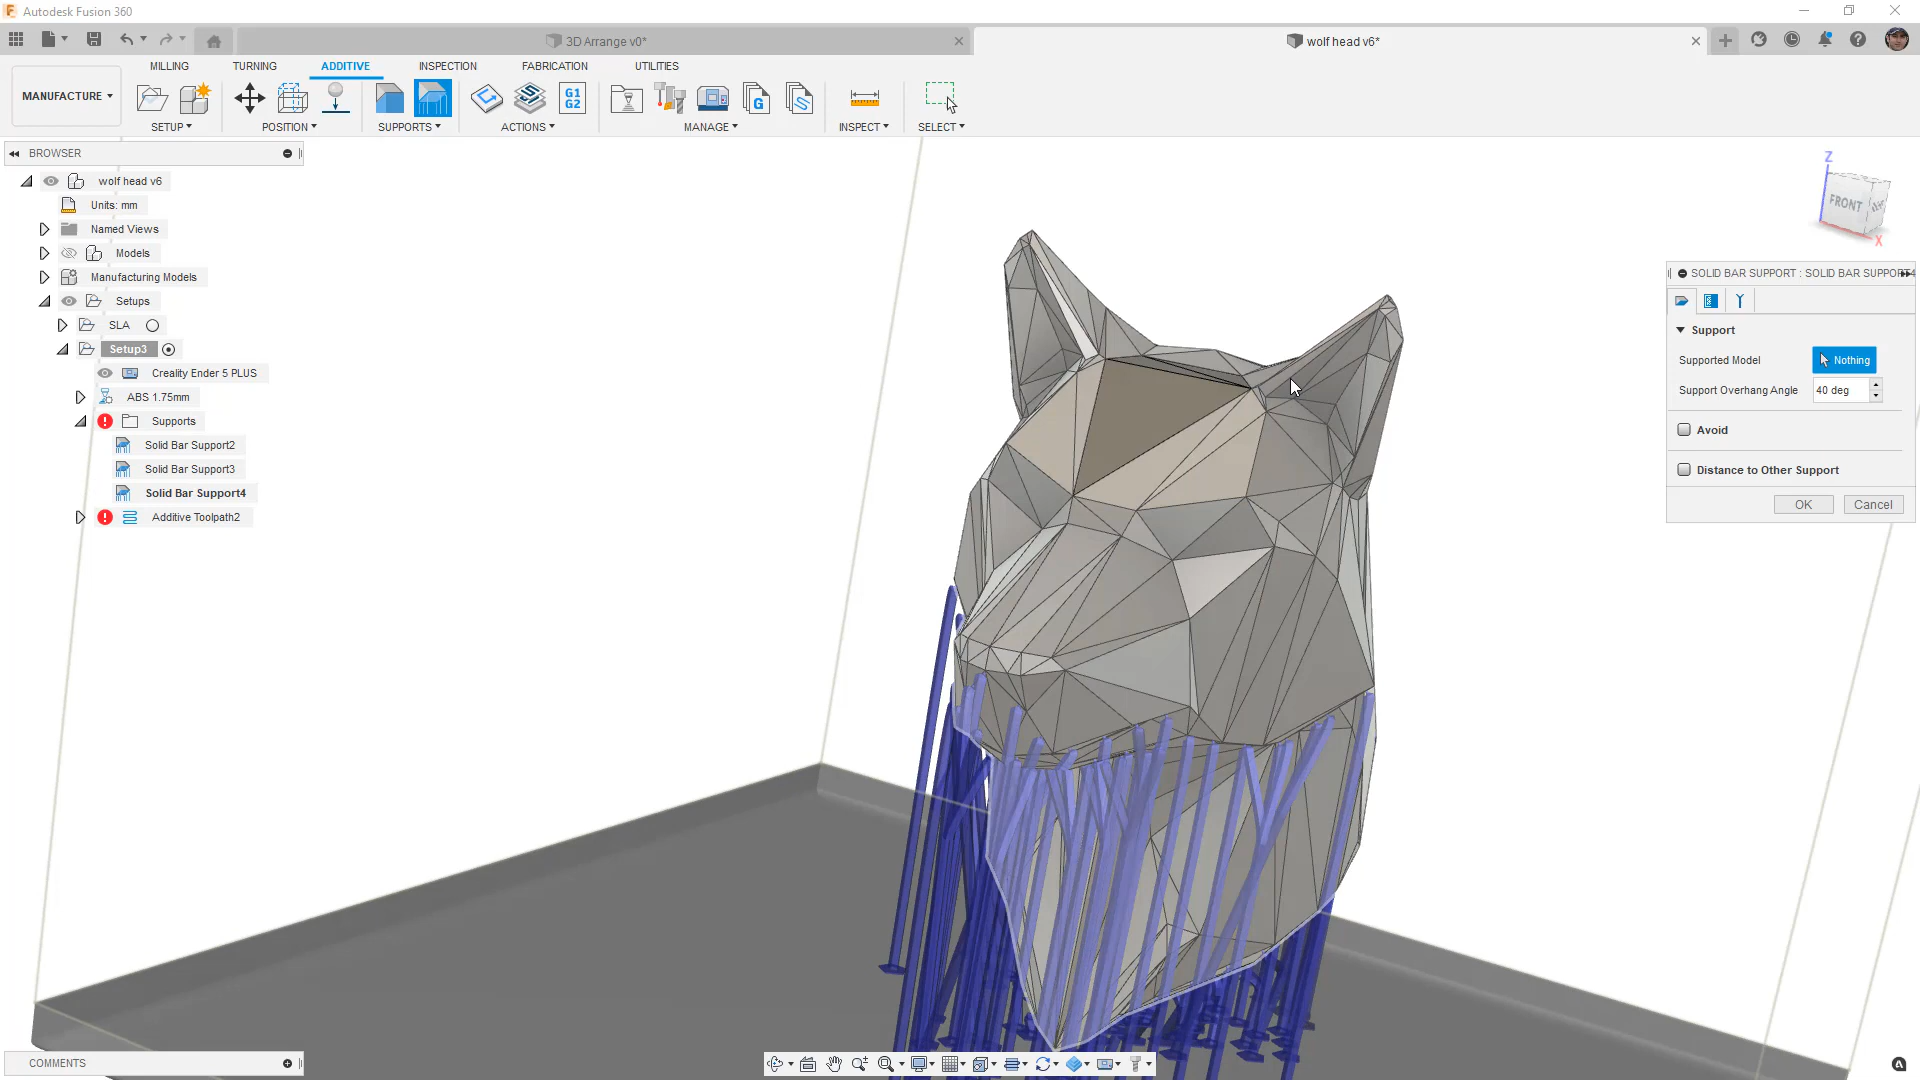 Autodesk Fusion 360
3D Arrange v0*
wolf head v6*
MILLING
TURNING
ADDITIVE
INSPECTION
FABRICATION
UTILITIES
MANUFACTURE
G1
G2
G
SETUP
POSITION
SUPPORTS
ACTIONS
MANAGE
INSPECT
SELECT
BROWSER
wolf head v6
Units: mm
Named Views
Models
Manufacturing Models
Setups
SLA
Setup3
Creality Ender 5 PLUS
ABS 1.75mm
Supports
Solid Bar Support2
Solid Bar Support3
Solid Bar Support4
Additive Toolpath2
Z
FRONT
X
SOLID BAR SUPPORT : SOLID BAR SUPPORT4
Support
Supported Model Nothing
Support Overhang Angle 40 deg
Avoid
Distance to Other Support
OK Cancel
COMMENTS